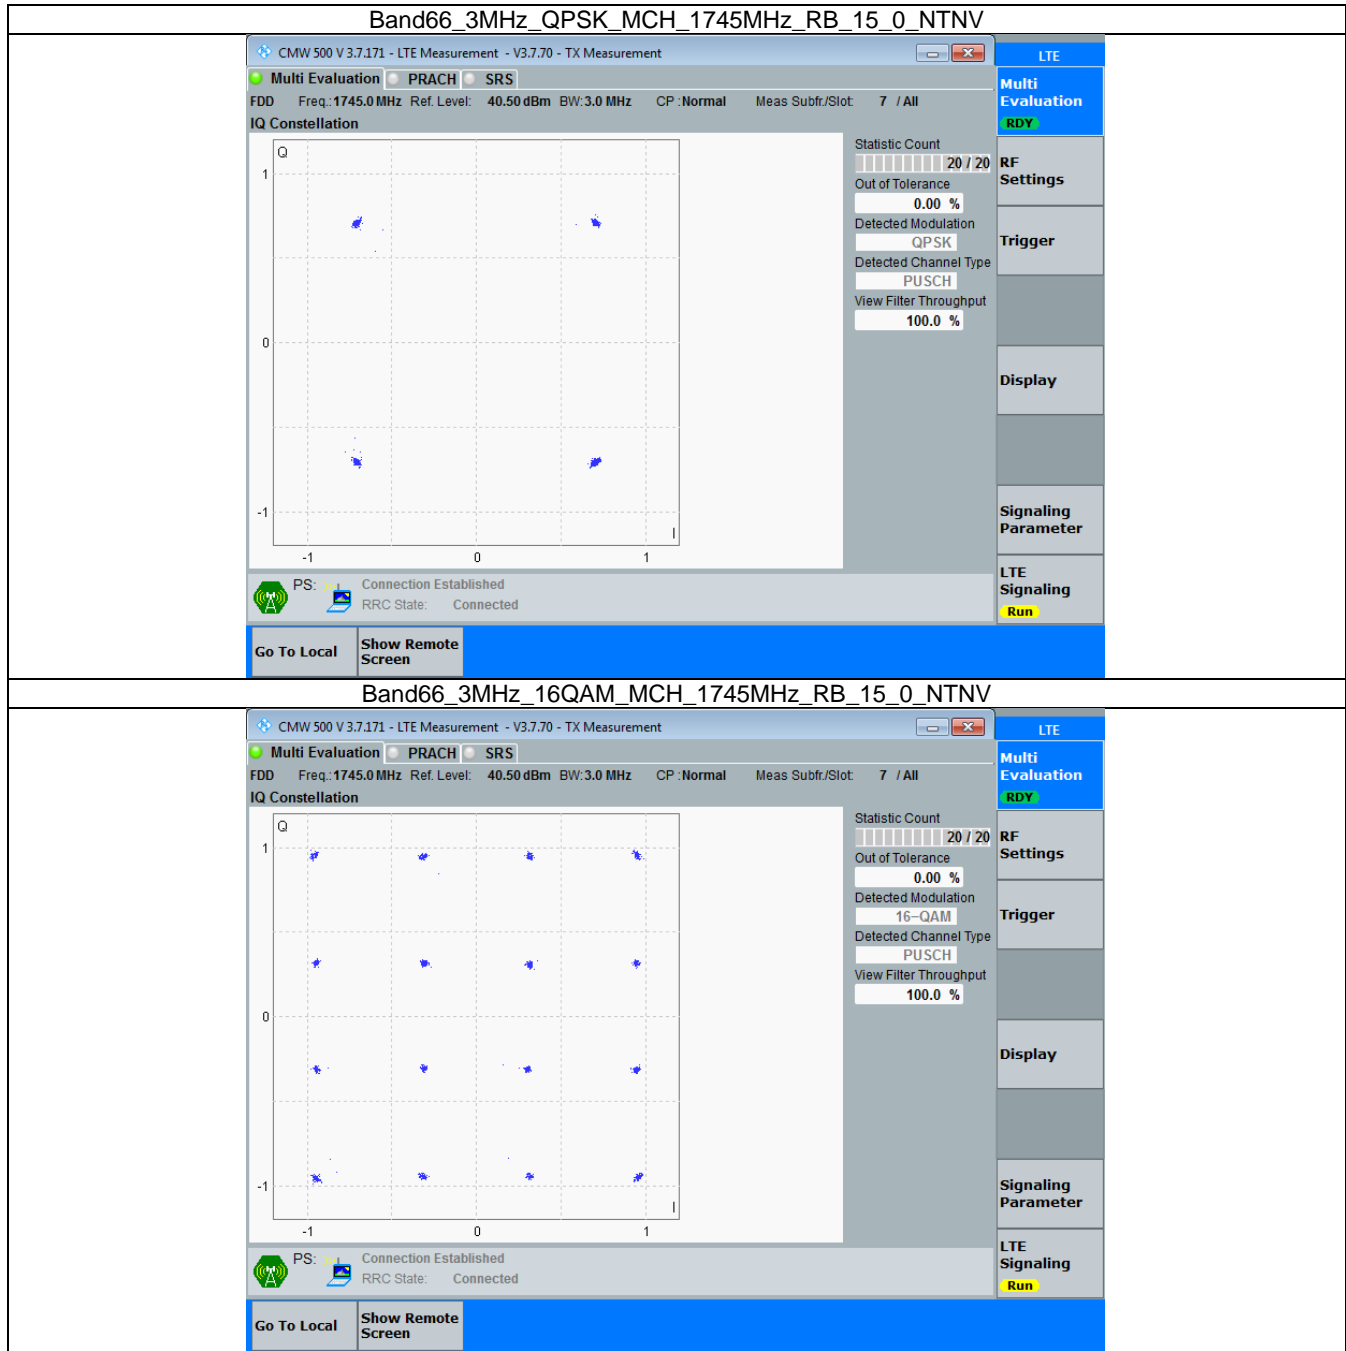 Band66_3MHz_QPSK_MCH_1745MHz_RB_15_0_NTNV
CMW 500 V 3.7.171 - LTE Measurement - V3.7.70 - TX Measurement
LTE
Multi Evaluation PRACH SRS
FDD Freq.:1745.0 MHz Ref. Level: 40.50 dBm BW:3.0 MHz CP :Normal Meas Subfr./Slot: 7 / All
IQ Constellation
Multi
Evaluation
RDY
Q
1
0
-1
-1 0 1
I
Statistic Count
20 / 20
Out of Tolerance
0.00 %
Detected Modulation
QPSK
Detected Channel Type
PUSCH
View Filter Throughput
100.0 %
RF
Settings
Trigger
Display
Signaling
Parameter
LTE
Signaling
Run
PS: Connection Established
RRC State: Connected
Go To Local
Show Remote
Screen
Band66_3MHz_16QAM_MCH_1745MHz_RB_15_0_NTNV
CMW 500 V 3.7.171 - LTE Measurement - V3.7.70 - TX Measurement
LTE
Multi Evaluation PRACH SRS
FDD Freq.:1745.0 MHz Ref. Level: 40.50 dBm BW:3.0 MHz CP :Normal Meas Subfr./Slot: 7 / All
IQ Constellation
Multi
Evaluation
RDY
Q
1
0
-1
-1 0 1
I
Statistic Count
20 / 20
Out of Tolerance
0.00 %
Detected Modulation
16-QAM
Detected Channel Type
PUSCH
View Filter Throughput
100.0 %
RF
Settings
Trigger
Display
Signaling
Parameter
LTE
Signaling
Run
PS: Connection Established
RRC State: Connected
Go To Local
Show Remote
Screen